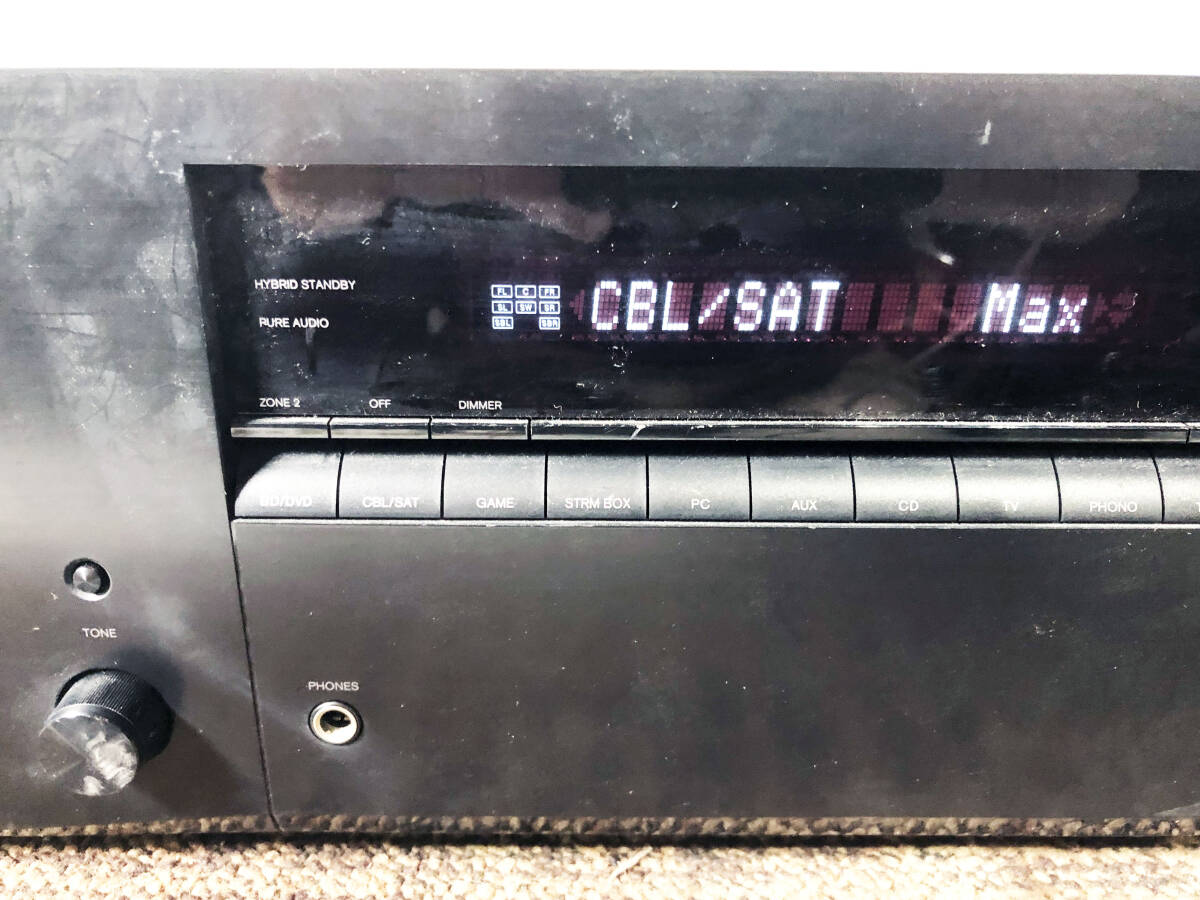 HYBRID STANDBY
PURE AUDIO
FL C FR
SL SW SR
SBL SBR
CBL/SAT Max
ZONE 2 OFF DIMMER
BD/DVD CBL/SAT GAME STRM BOX PC AUX CD TV PHONO
TONE
PHONES